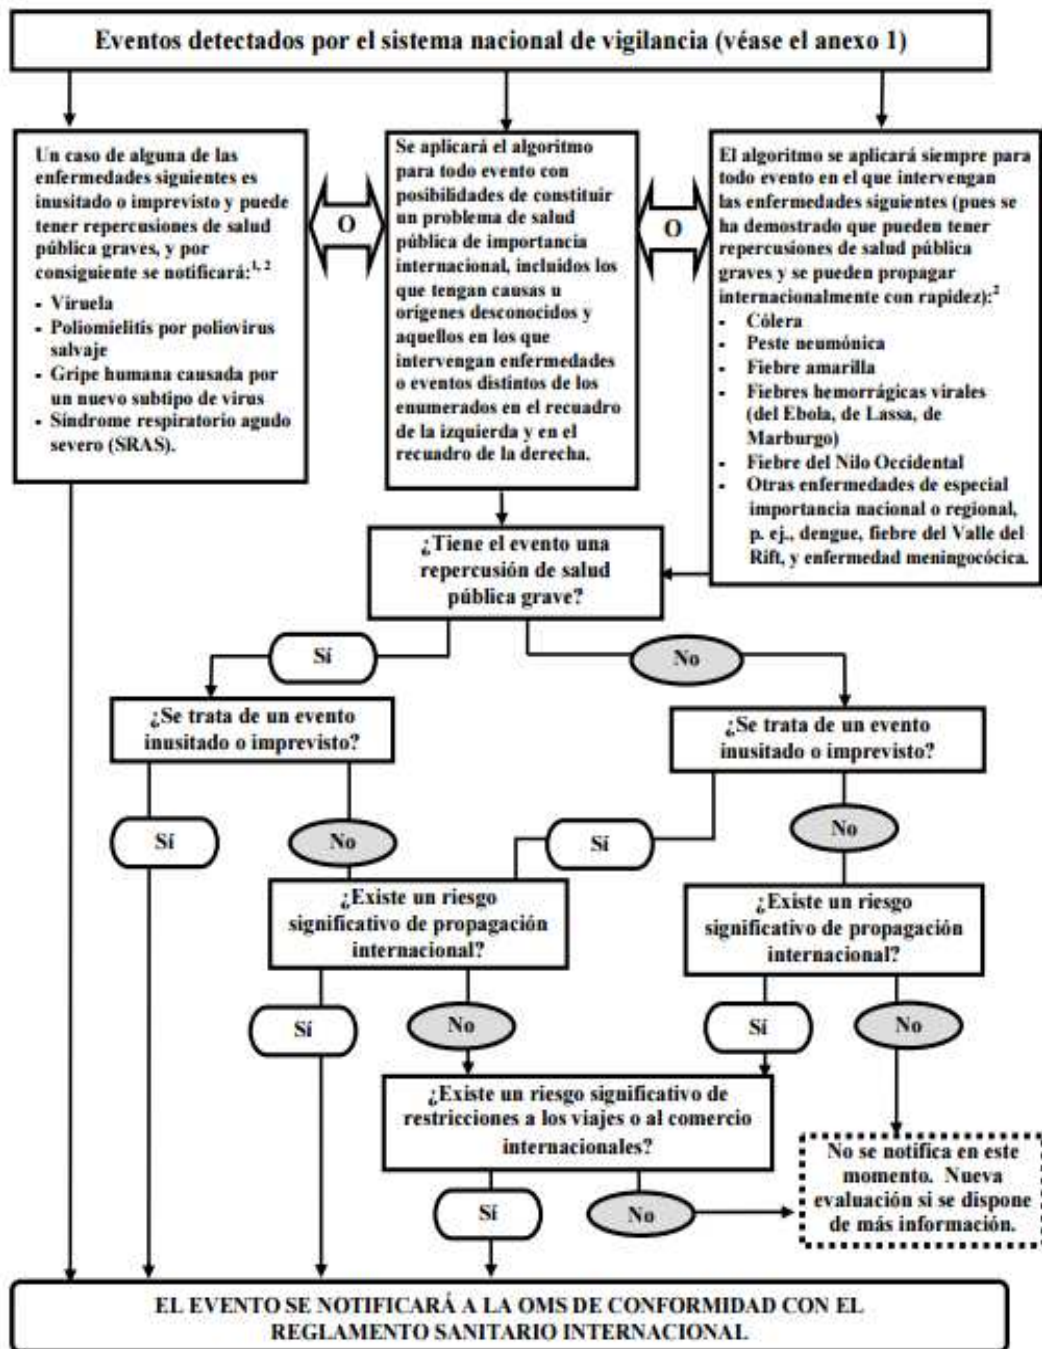 Eventos detectados por el sistema nacional de vigilancia (véase el anexo 1)
Un caso de alguna de las
enfermedades siguientes es
inusitado o imprevisto y puede
tener repercusiones de salud
pública graves, y por
consiguiente se notificará:1, 2
- Viruela
- Poliomielitis por poliovirus
salvaje
- Gripe humana causada por
un nuevo subtipo de virus
- Síndrome respiratorio agudo
severo (SRAS).
O
Se aplicará el algoritmo
para todo evento con
posibilidades de constituir
un problema de salud
pública de importancia
internacional, incluidos los
que tengan causas u
orígenes desconocidos y
aquellos en los que
intervengan enfermedades
o eventos distintos de los
enumerados en el recuadro
de la izquierda y en el
recuadro de la derecha.
O
El algoritmo se aplicará siempre para
todo evento en el que intervengan
las enfermedades siguientes (pues se
ha demostrado que pueden tener
repercusiones de salud pública
graves y se pueden propagar
internacionalmente con rapidez):2
- Cólera
- Peste neumónica
- Fiebre amarilla
- Fiebres hemorrágicas virales
(del Ebola, de Lassa, de
Marburgo)
- Fiebre del Nilo Occidental
- Otras enfermedades de especial
importancia nacional o regional,
p. ej., dengue, fiebre del Valle del
Rift, y enfermedad meningocócica.
¿Tiene el evento una
repercusión de salud
pública grave?
Sí
No
¿Se trata de un evento
inusitado o imprevisto?
¿Se trata de un evento
inusitado o imprevisto?
Sí
No
Sí
No
¿Existe un riesgo
significativo de propagación
internacional?
¿Existe un riesgo
significativo de propagación
internacional?
Sí
No
Sí
No
¿Existe un riesgo significativo de
restricciones a los viajes o al comercio
internacionales?
No se notifica en este
momento. Nueva
evaluación si se dispone
de más información.
Sí
No
EL EVENTO SE NOTIFICARÁ A LA OMS DE CONFORMIDAD CON EL
REGLAMENTO SANITARIO INTERNACIONAL